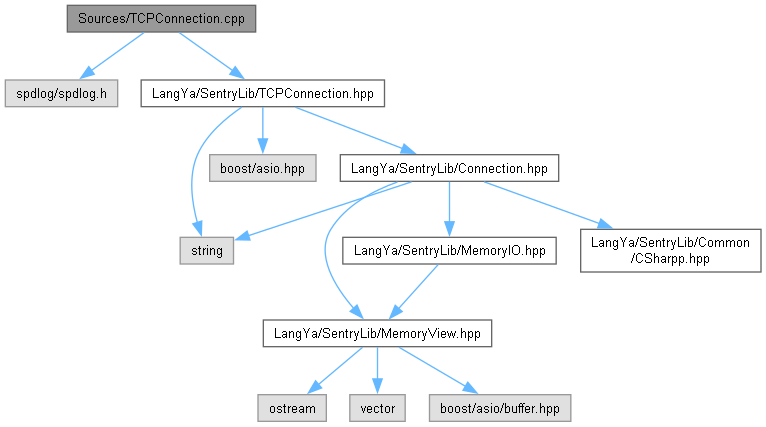 Sources/TCPConnection.cpp
spdlog/spdlog.h
LangYa/SentryLib/TCPConnection.hpp
boost/asio.hpp
LangYa/SentryLib/Connection.hpp
string
LangYa/SentryLib/MemoryIO.hpp
LangYa/SentryLib/Common
/CSharpp.hpp
LangYa/SentryLib/MemoryView.hpp
ostream
vector
boost/asio/buffer.hpp